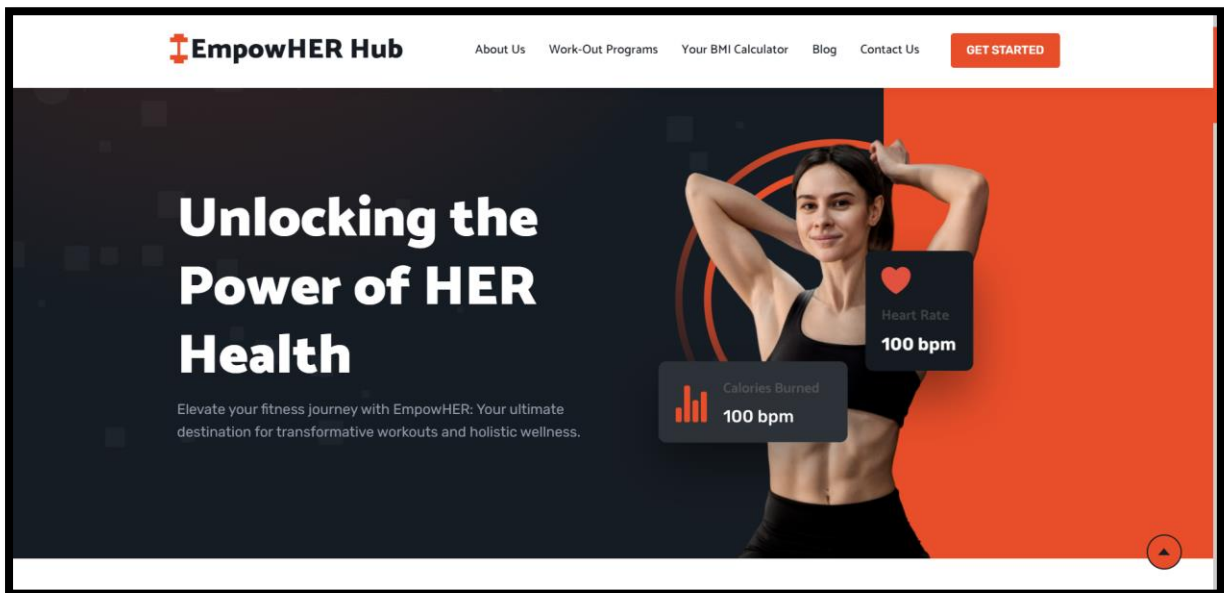 EmpowHER Hub
About Us
Work-Out Programs
Your BMI Calculator
Blog
Contact Us
GET STARTED
Unlocking the
Power of HER
Health
Elevate your fitness journey with EmpowHER: Your ultimate
destination for transformative workouts and holistic wellness.
Heart Rate
100 bpm
Calories Burned
100 bpm